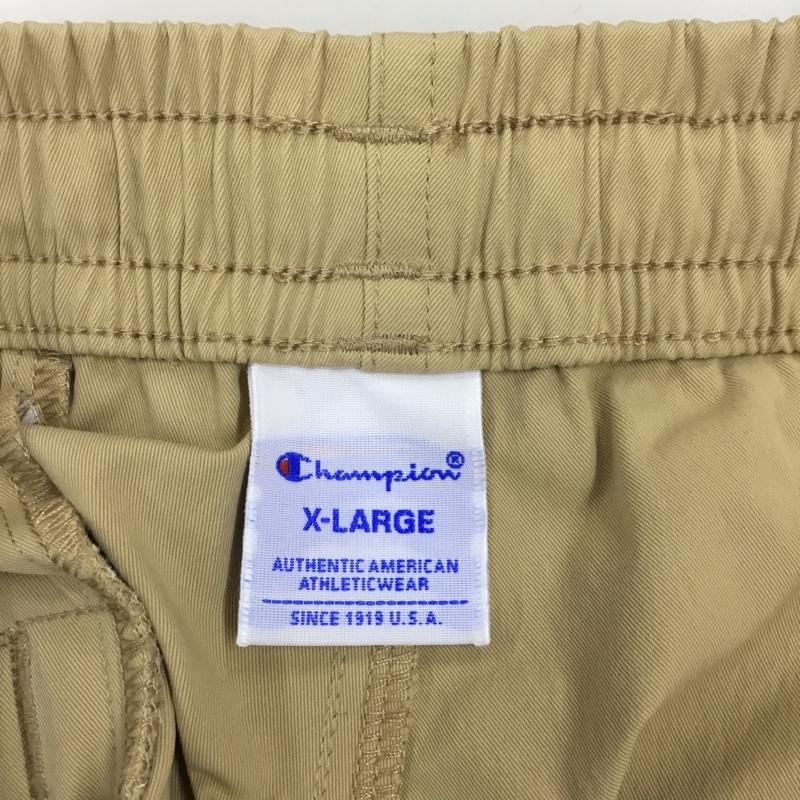 Champion®
X-LARGE
AUTHENTIC AMERICAN
ATHLETICWEAR
SINCE 1919 U.S.A.